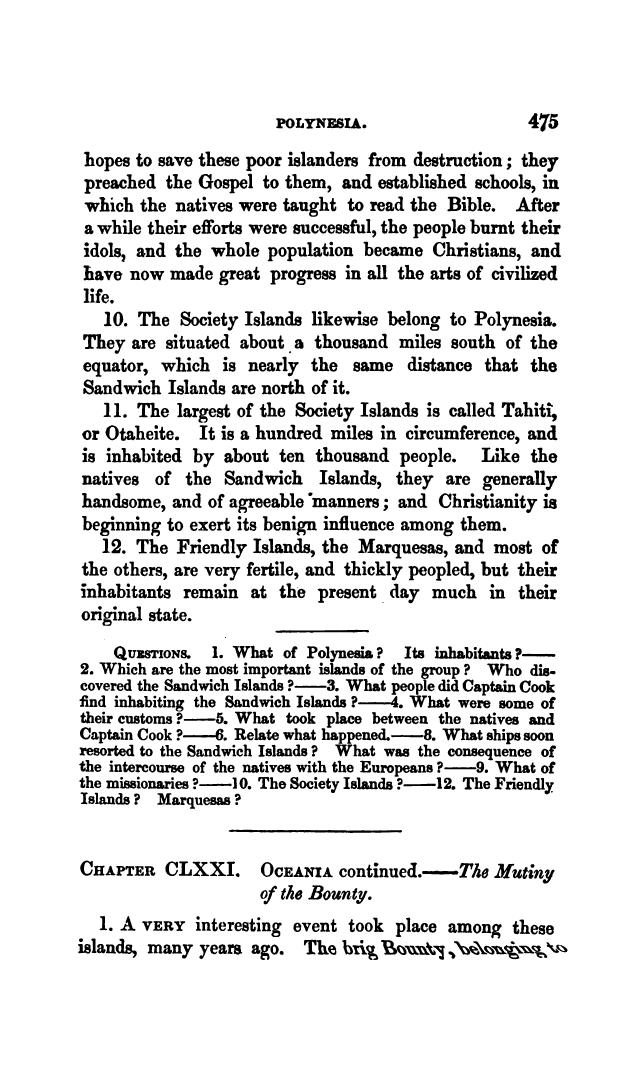 POLYNESIA. 475
hopes to save these poor islanders from destruction; they
preached the Gospel to them, and established schools, in
which the natives were taught to read the Bible. After
a while their efforts were successful, the people burnt their
idols, and the whole population became Christians, and
have now made great progress in all the arts of civilized
life.
10. The Society Islands likewise belong to Polynesia.
They are situated about a thousand miles south of the
equator, which is nearly the same distance that the
Sandwich Islands are north of it.
11. The largest of the Society Islands is called Tahiti,
or Otaheite. It is a hundred miles in circumference, and
is inhabited by about ten thousand people. Like the
natives of the Sandwich Islands, they are generally
handsome, and of agreeable manners; and Christianity is
beginning to exert its benign influence among them.
12. The Friendly Islands, the Marquesas, and most of
the others, are very fertile, and thickly peopled, but their
inhabitants remain at the present day much in their
original state.
QUESTIONS. 1. What of Polynesia? Its inhabitants?——
2. Which are the most important islands of the group? Who dis-
covered the Sandwich Islands?——3. What people did Captain Cook
find inhabiting the Sandwich Islands?——4. What were some of
their customs?——5. What took place between the natives and
Captain Cook?——6. Relate what happened.——8. What ships soon
resorted to the Sandwich Islands? What was the consequence of
the intercourse of the natives with the Europeans?——9. What of
the missionaries?——10. The Society Islands?——12. The Friendly
Islands? Marquesas?
CHAPTER CLXXI. OCEANIA continued.——The Mutiny
of the Bounty.
1. A VERY interesting event took place among these
islands, many years ago. The brig Bounty, belonging to